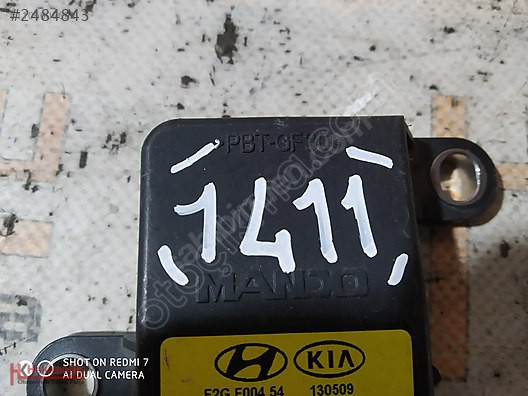 #2484843
PBT-GF
1411
MANDO
KIA
F2G F004 54 130509
SHOT ON REDMI 7
AI DUAL CAMERA